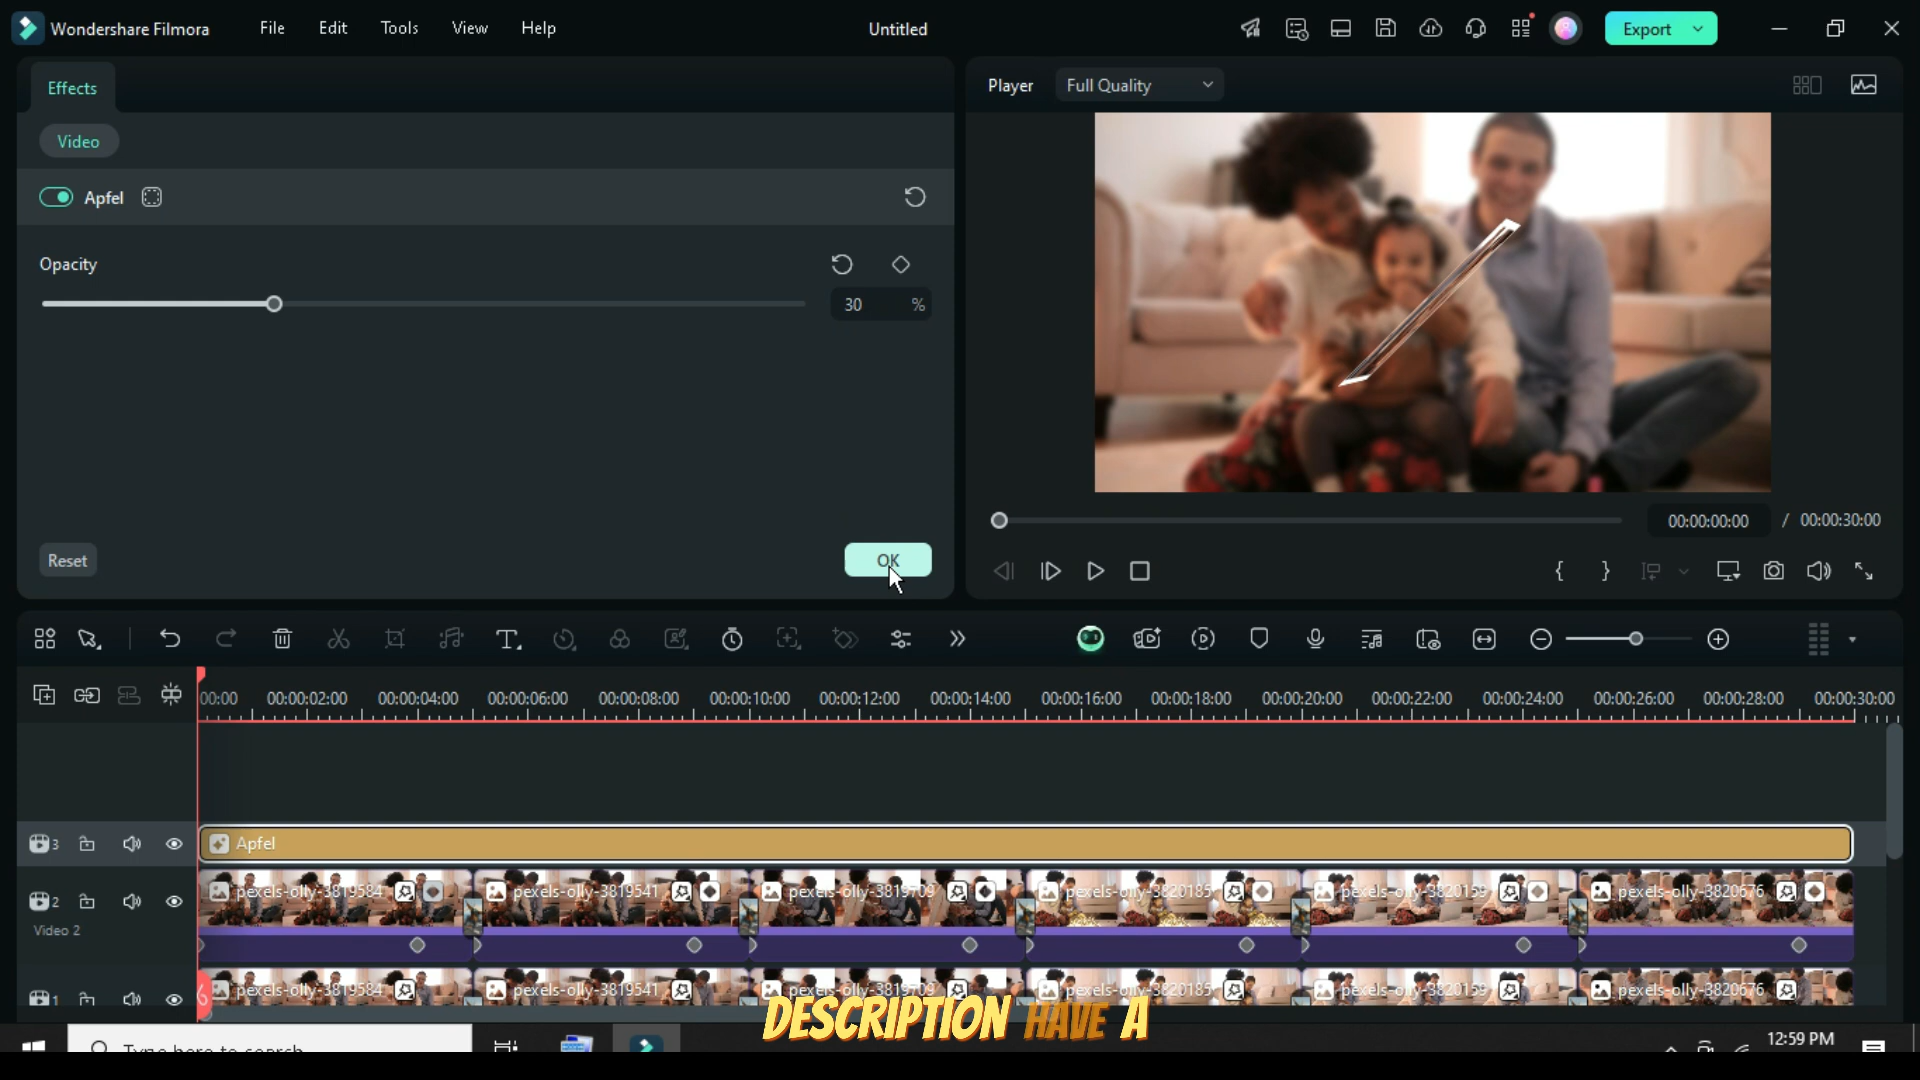 Wondershare Filmora
File
Edit
Tools
View
Help
Untitled
Export
Effects
Player
Full Quality
Video
Apfel
Opacity
30 %
Reset
OK
00:00:00:00 / 00:00:30:00
00:00
00:00:02:00
00:00:04:00
00:00:06:00
00:00:08:00
00:00:10:00
00:00:12:00
00:00:14:00
00:00:16:00
00:00:18:00
00:00:20:00
00:00:22:00
00:00:24:00
00:00:26:00
00:00:28:00
00:00:30:00
3
Apfel
2
Video 2
pexels-olly-3819584
pexels-olly-3819541
pexels-olly-3819709
pexels-olly-3820185
pexels-olly-3820159
pexels-olly-3820676
1
pexels-olly-3819584
pexels-olly-3819541
pexels-olly-3819709
pexels-olly-3820185
pexels-olly-3820159
pexels-olly-3820676
DESCRIPTION HAVE A
Type here to search
12:59 PM